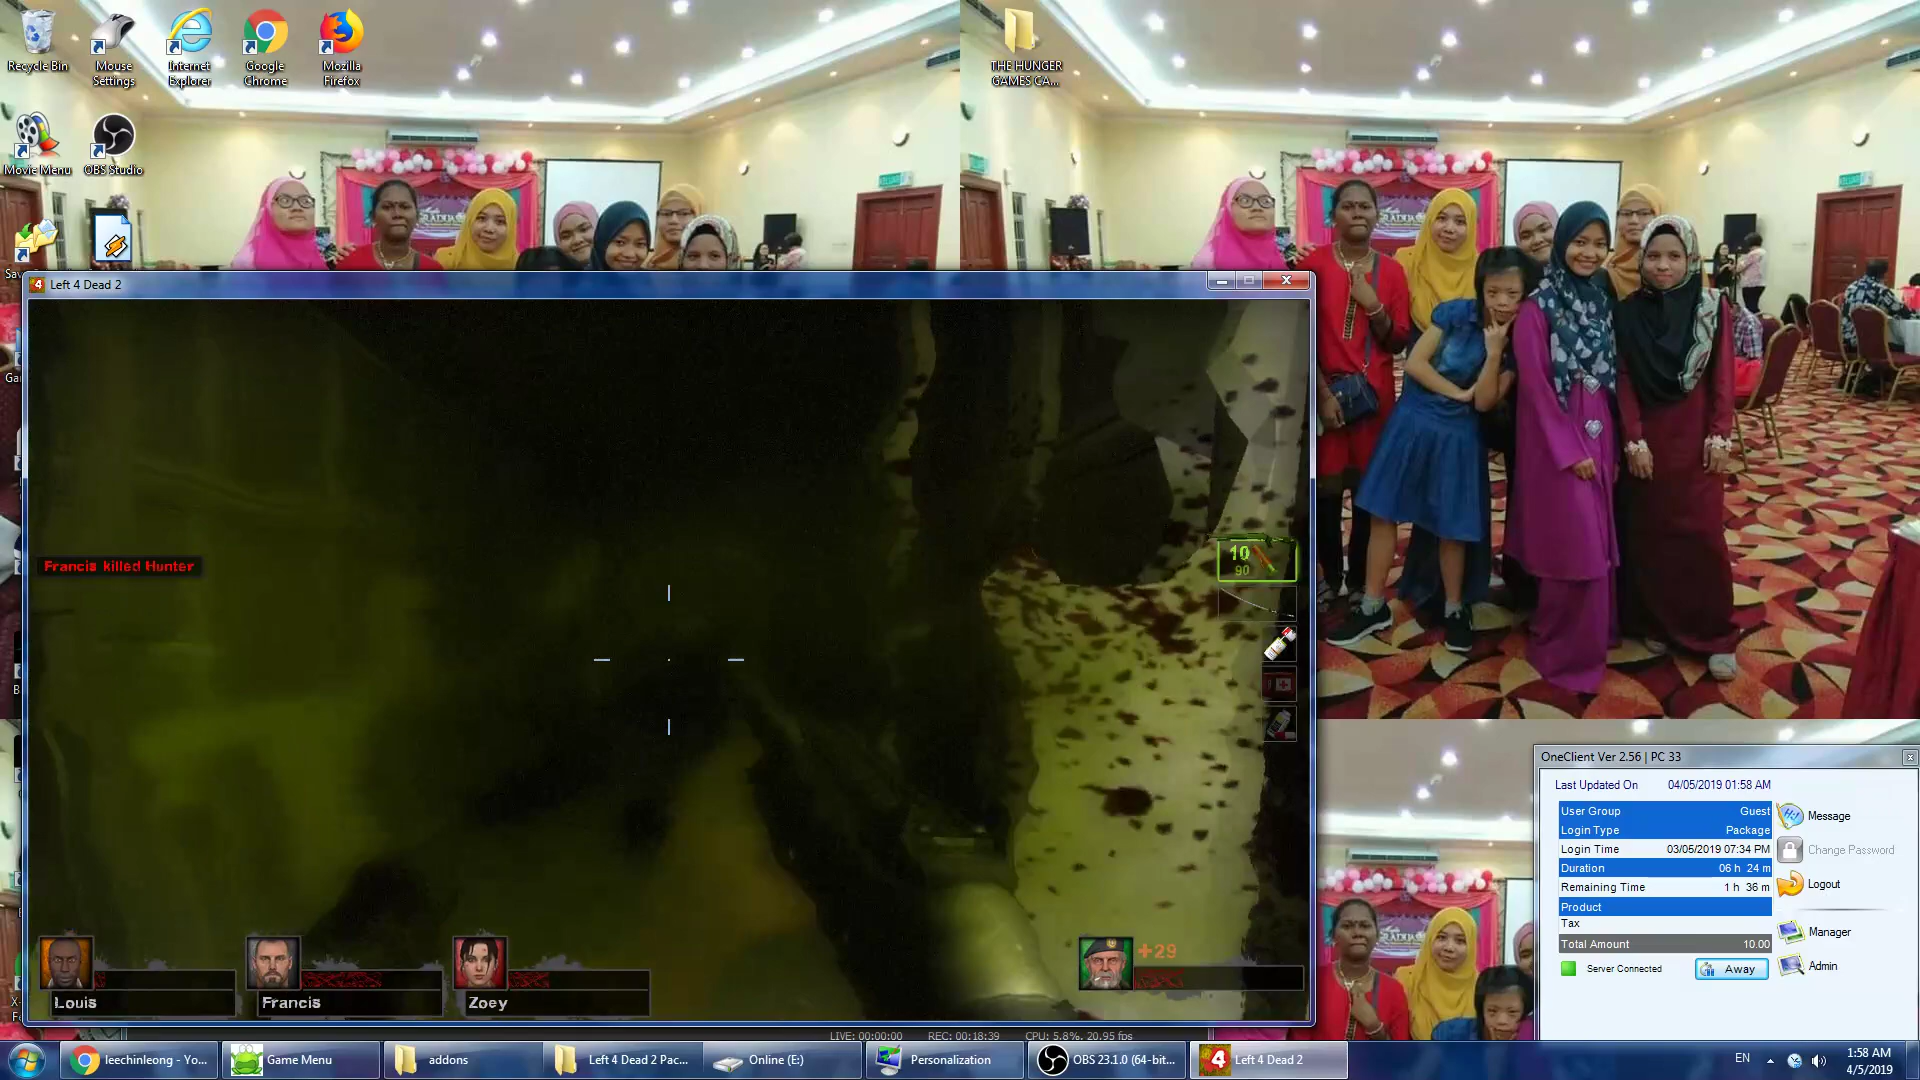 Recycle Bin
Mouse Settings
Internet Explorer
Google Chrome
Mozilla Firefox
THE HUNGER GAMES CA...
Movie Menu
OBS Studio
KELUAR
Left 4 Dead 2
Francis killed Hunter
10
90
+29
Louis
Francis
Zoey
OneClient Ver 2.56 | PC 33
Last Updated On 04/05/2019 01:58 AM
User Group Guest
Login Type Package
Login Time 03/05/2019 07:34 PM
Duration 06 h 24 m
Remaining Time 1 h 36 m
Product
Tax
Total Amount 10.00
Server Connected
Away
Message
Change Password
Logout
Manager
Admin
LIVE: 00:00:00 REC: 00:18:39 CPU: 5.8%, 20.95 fps
leechinleong - Yo...
Game Menu
addons
Left 4 Dead 2 Pac...
Online (E:)
Personalization
OBS 23.1.0 (64-bit...
Left 4 Dead 2
EN
1:58 AM
4/5/2019